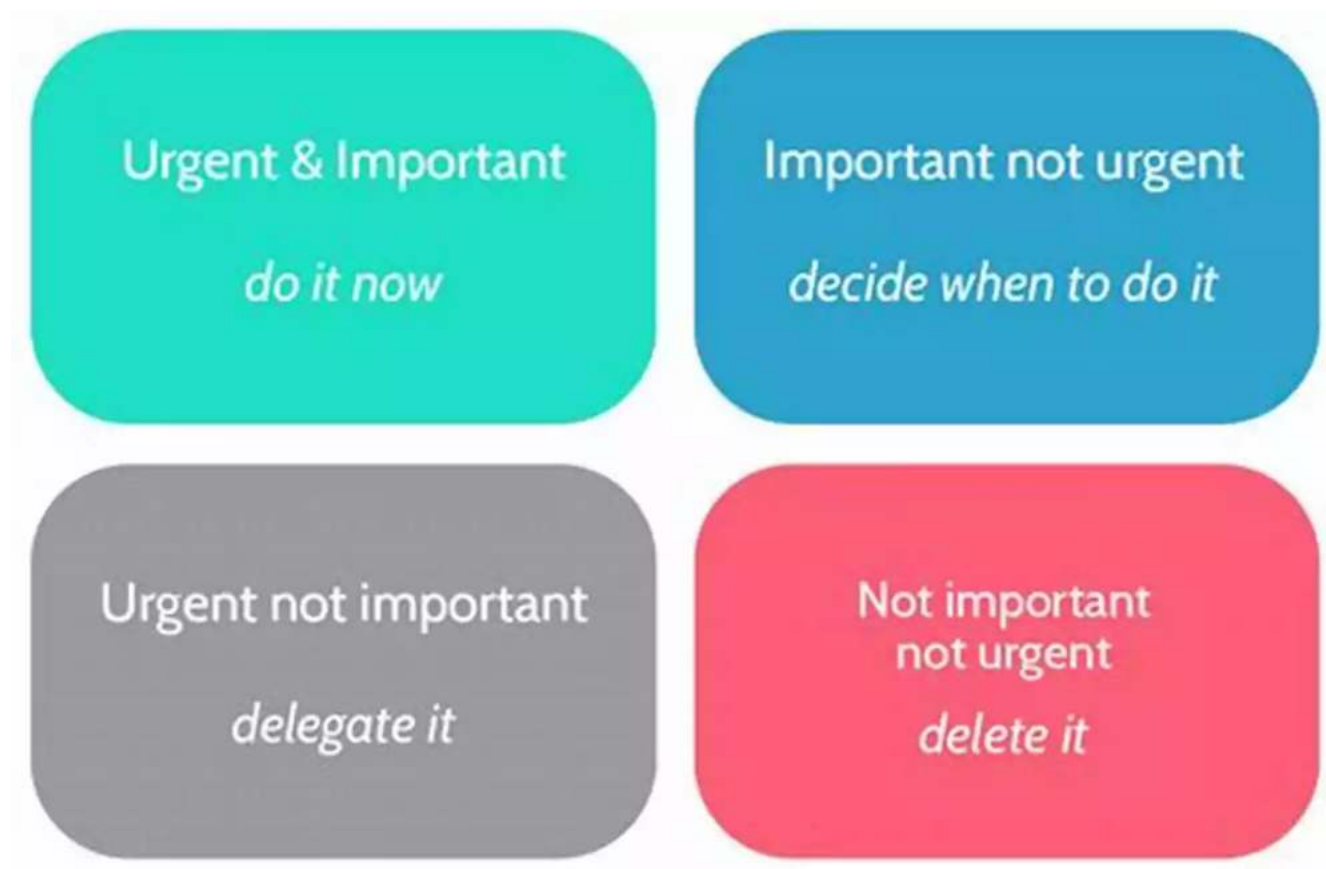 Urgent & Important
do it now
Important not urgent
decide when to do it
Urgent not important
delegate it
Not important
not urgent
delete it